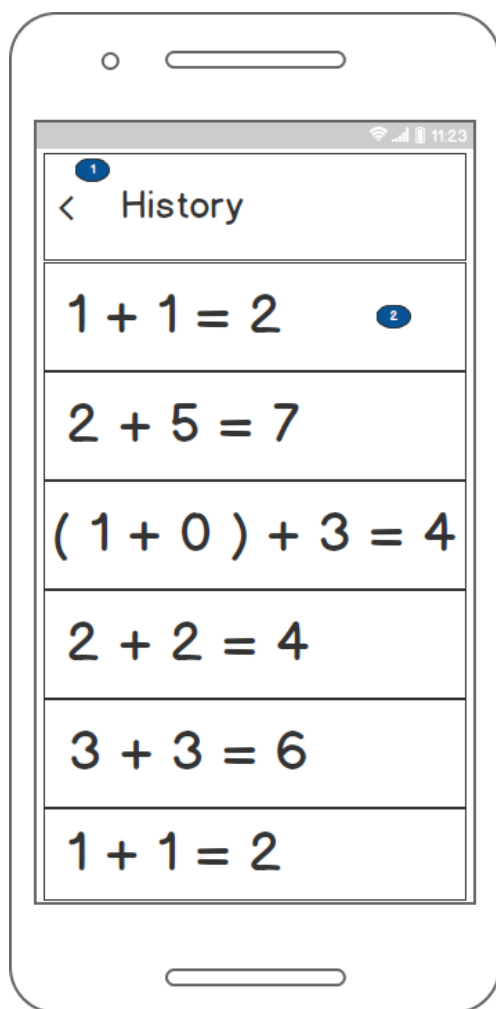 11:23
1
History
1 + 1 = 2
2
2 + 5 = 7
( 1 + 0 ) + 3 = 4
2 + 2 = 4
3 + 3 = 6
1 + 1 = 2